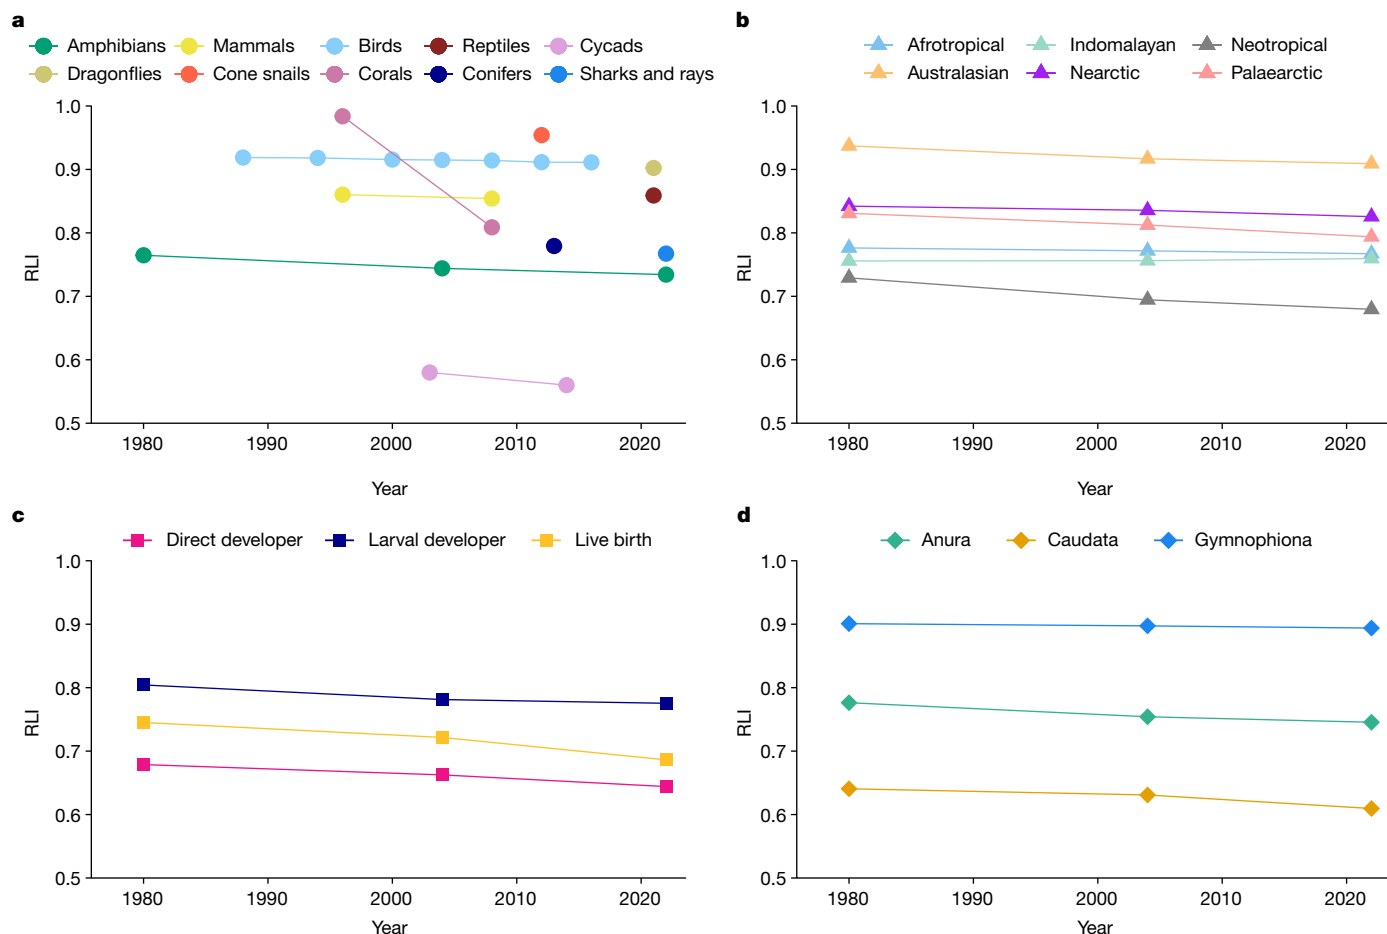 a
Amphibians Mammals Birds Reptiles Cycads
Dragonflies Cone snails Corals Conifers Sharks and rays
1.0
0.9
0.8
0.7
0.6
0.5
RLI
1980 1990 2000 2010 2020
Year
b
Afrotropical Indomalayan Neotropical
Australasian Nearctic Palaearctic
1.0
0.9
0.8
0.7
0.6
0.5
RLI
1980 1990 2000 2010 2020
Year
c
Direct developer Larval developer Live birth
1.0
0.9
0.8
0.7
0.6
0.5
RLI
1980 1990 2000 2010 2020
Year
d
Anura Caudata Gymnophiona
1.0
0.9
0.8
0.7
0.6
0.5
RLI
1980 1990 2000 2010 2020
Year